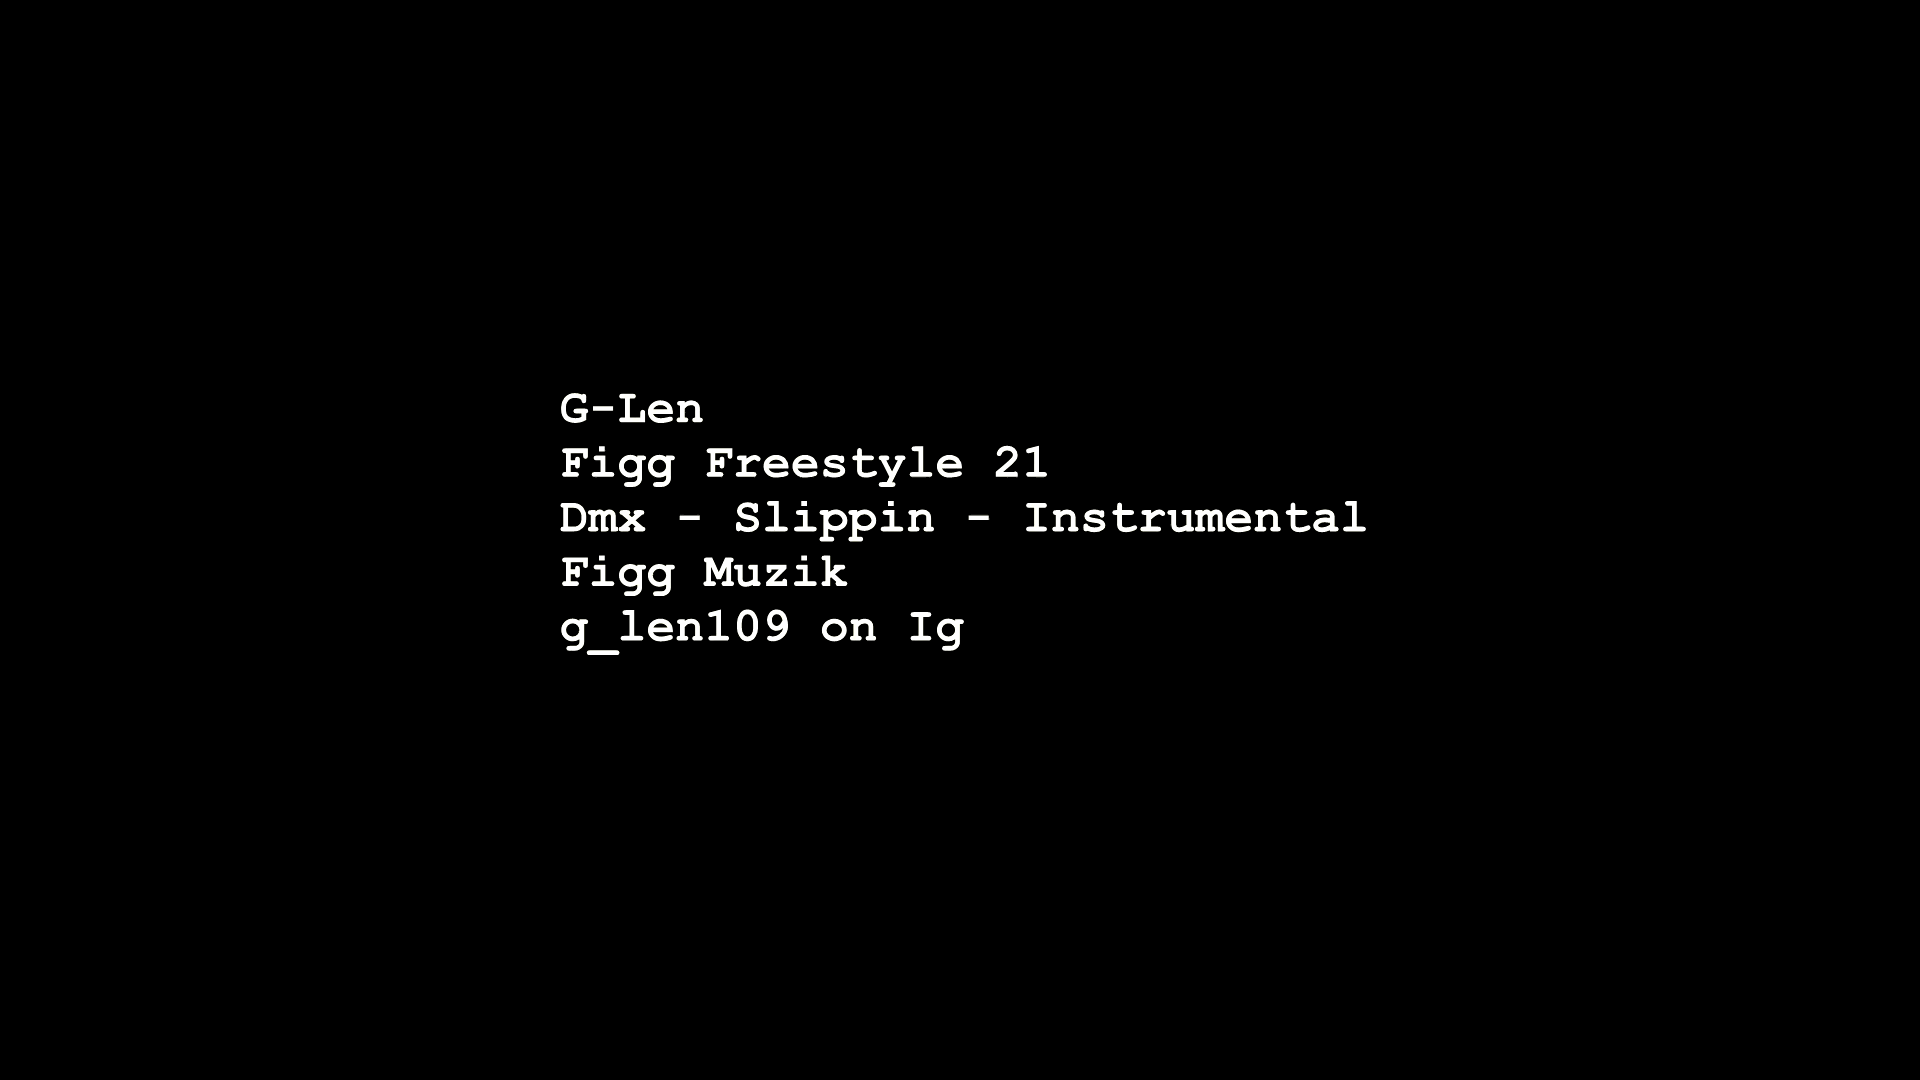 G-Len
Figg Freestyle 21
Dmx - Slippin - Instrumental
Figg Muzik
g_len109 on Ig